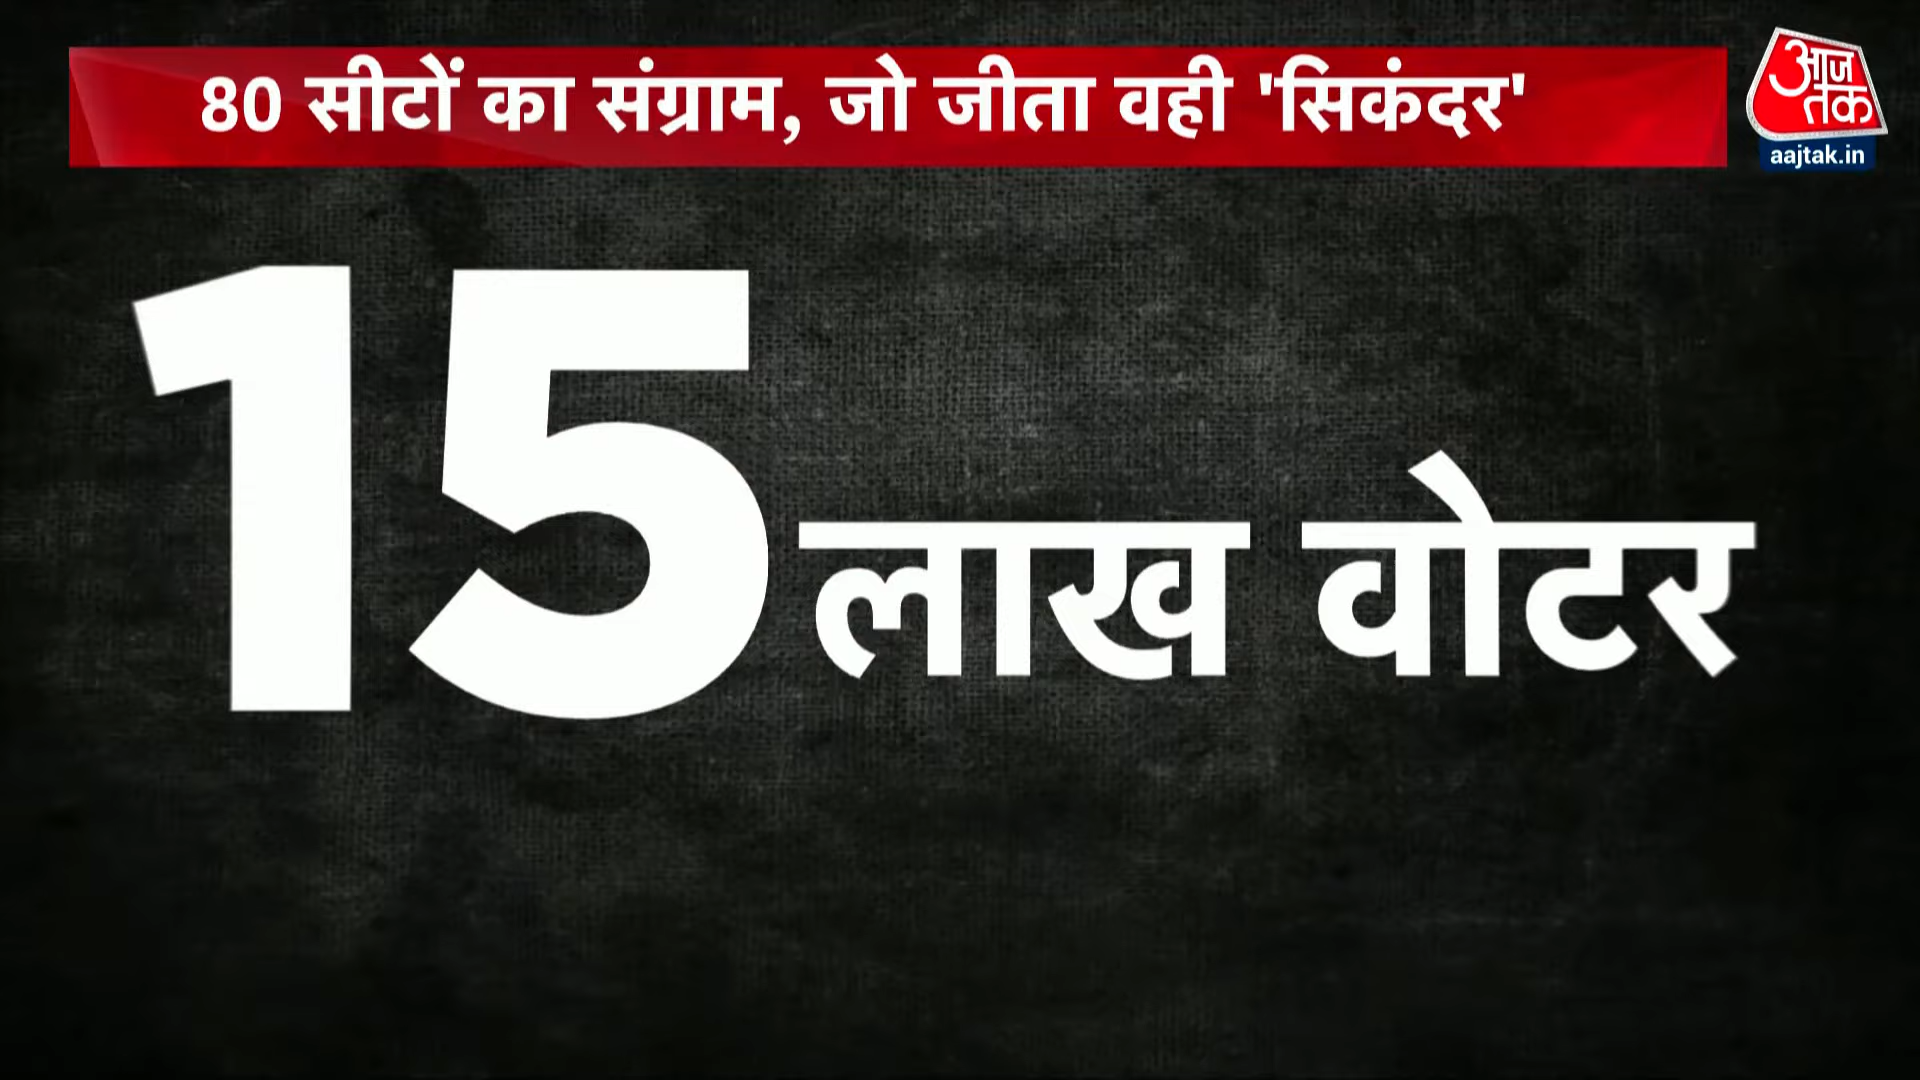 80 सीटों का संग्राम, जो जीता वही 'सिकंदर'
आज
तक
aajtak.in
15 लाख वोटर